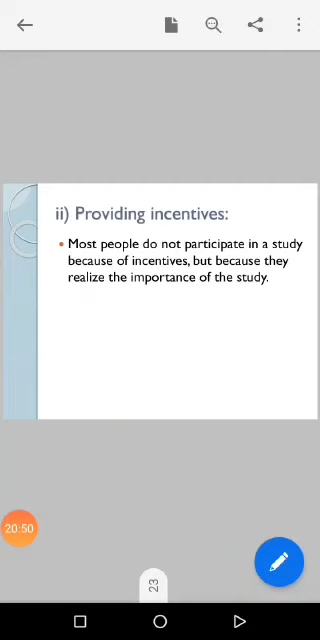 ii) Providing incentives:
• Most people do not participate in a study
because of incentives, but because they
realize the importance of the study.
20:50
23